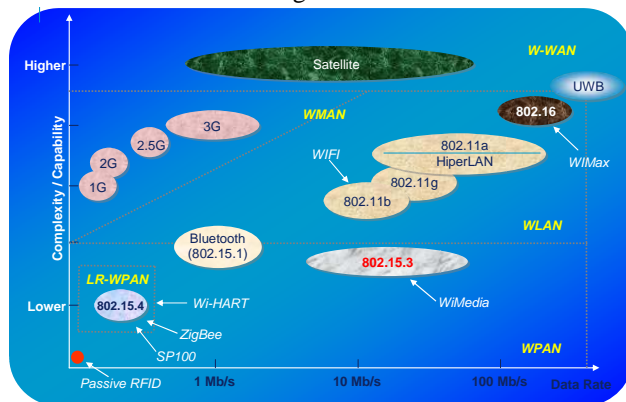 Higher
Satellite
W-WAN
UWB
802.16
WMAN
3G
2.5G
2G
1G
WIFI
802.11a
HiperLAN
WIMax
802.11g
802.11b
Complexity / Capability
WLAN
Bluetooth
(802.15.1)
802.15.3
LR-WPAN
Wi-HART
WiMedia
Lower
802.15.4
ZigBee
SP100
WPAN
Passive RFID
1 Mb/s
10 Mb/s
100 Mb/s
Data Rate